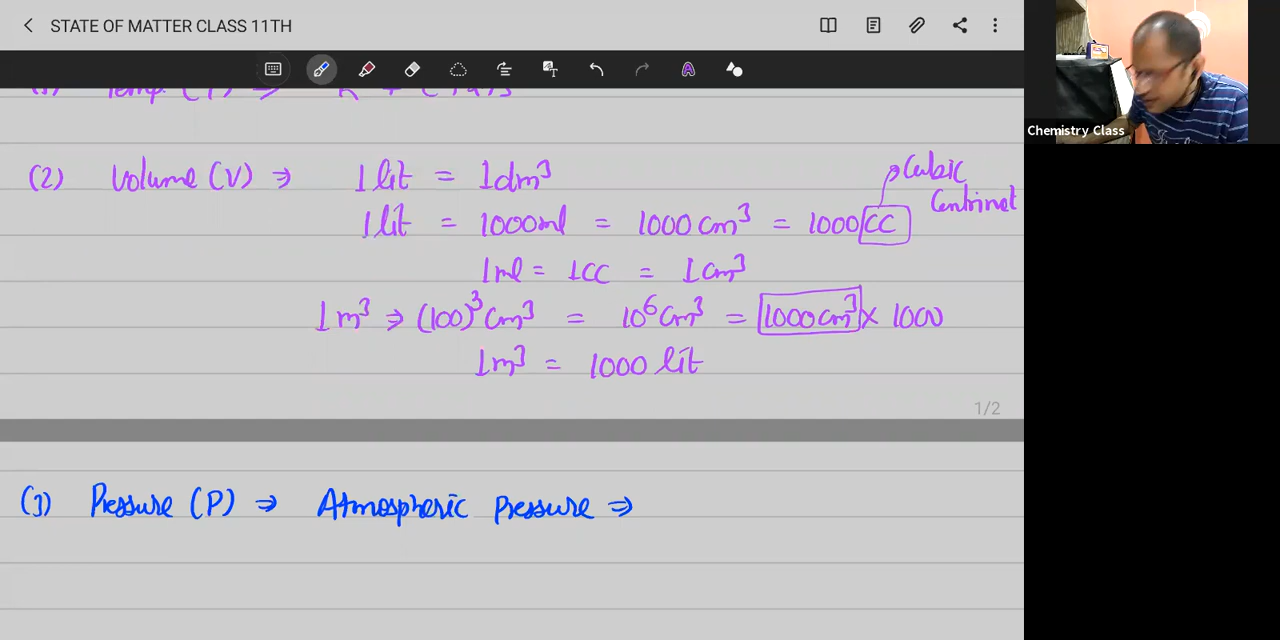 STATE OF MATTER CLASS 11TH
Chemistry Class
(2) Volume (V) ⇒ 1 lit = 1dm³
Cubic
Centimet
1 lit = 1000ml = 1000 cm³ = 1000 CC
1ml = 1CC = 1cm³
1m³ → (100)³ cm³ = 10⁶ cm³ = 1000 cm³ × 1000
1m³ = 1000 lit
1/2
(3) Pressure (P) ⇒ Atmospheric Pressure ⇒